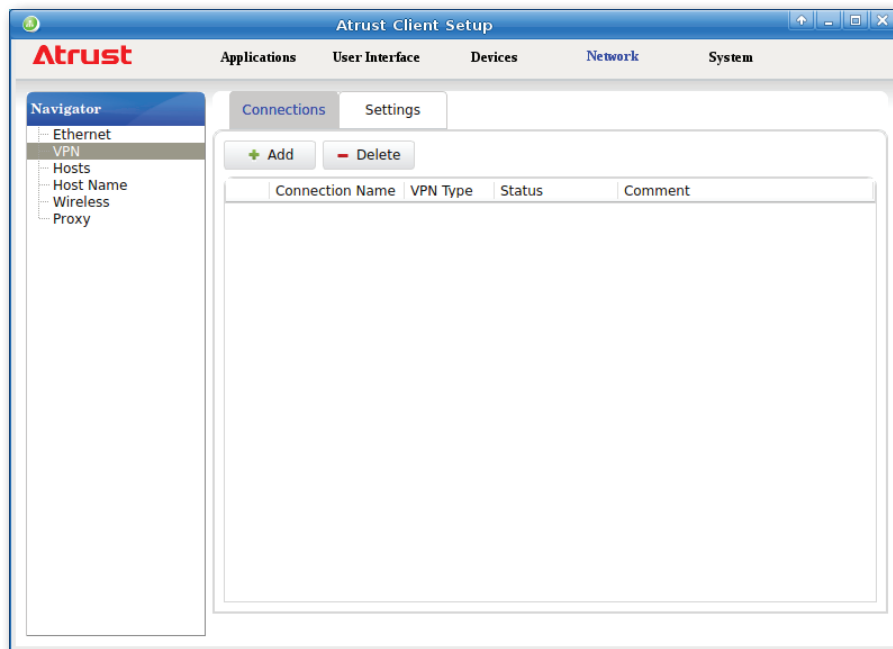 Atrust Client Setup
Atrust
Applications User Interface Devices Network System
Navigator
Ethernet
VPN
Hosts
Host Name
Wireless
Proxy
Connections Settings
Add Delete
Connection Name VPN Type Status Comment